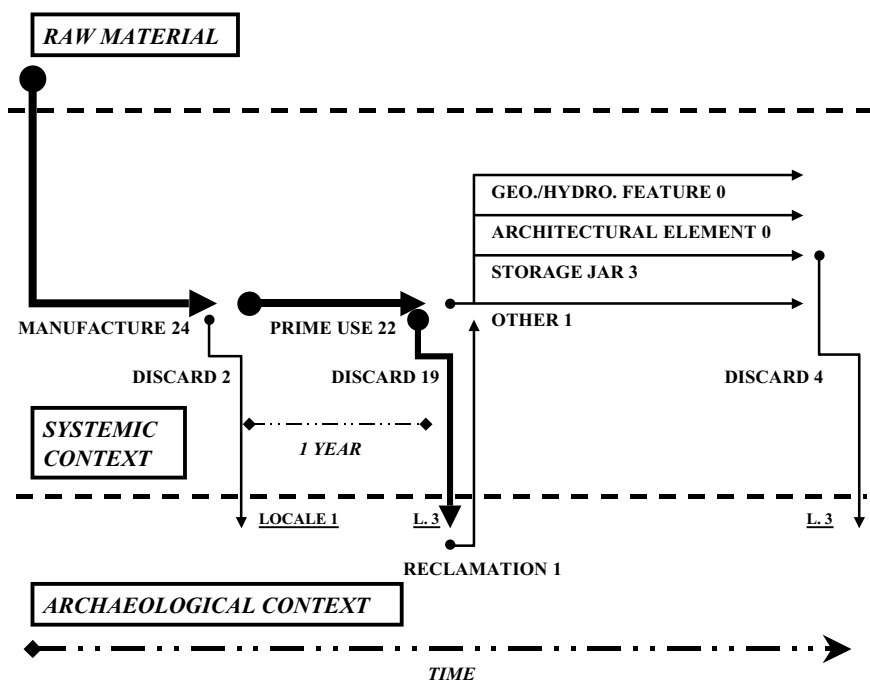 RAW MATERIAL
GEO./HYDRO. FEATURE 0
ARCHITECTURAL ELEMENT 0
STORAGE JAR 3
MANUFACTURE 24
PRIME USE 22
OTHER 1
DISCARD 2
DISCARD 19
DISCARD 4
SYSTEMIC
CONTEXT
1 YEAR
LOCALE 1
L. 3
L. 3
RECLAMATION 1
ARCHAEOLOGICAL CONTEXT
TIME